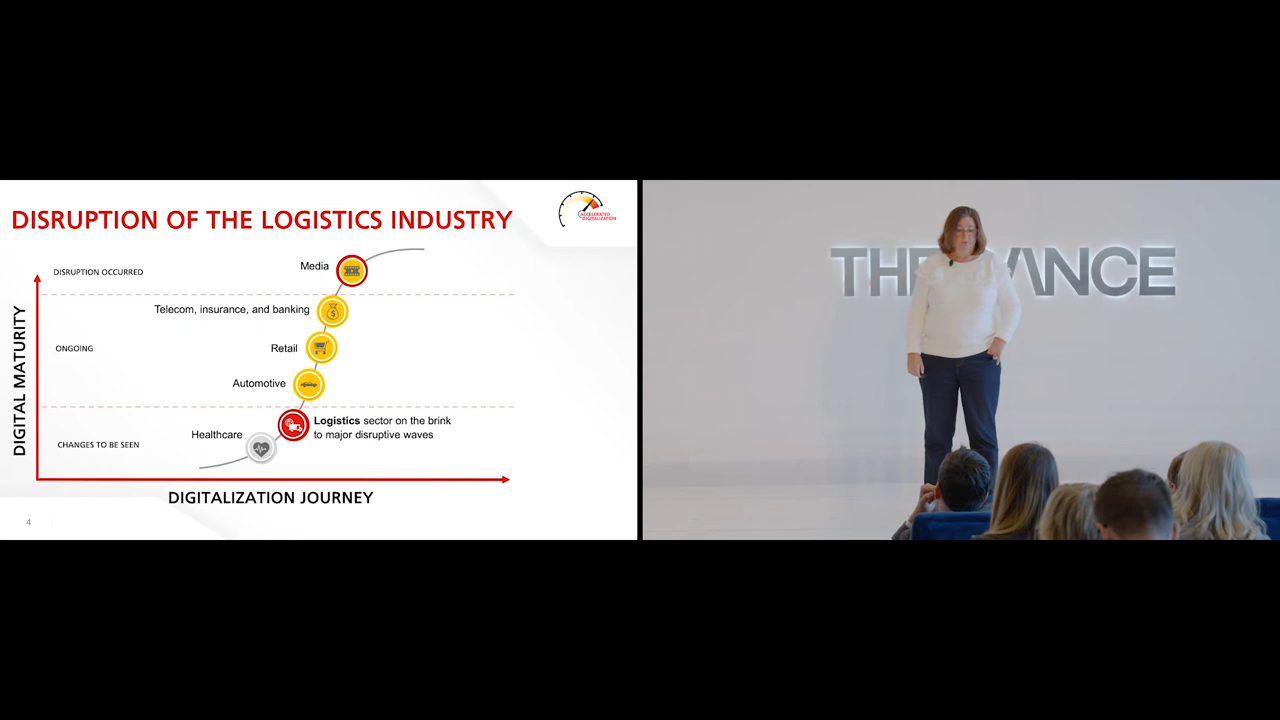 DISRUPTION OF THE LOGISTICS INDUSTRY
ACCELERATED
DIGITALIZATION
DISRUPTION OCCURRED
Media
Telecom, insurance, and banking
$
ONGOING
Retail
Automotive
Logistics sector on the brink
to major disruptive waves
Healthcare
CHANGES TO BE SEEN
DIGITAL MATURITY
DIGITALIZATION JOURNEY
4